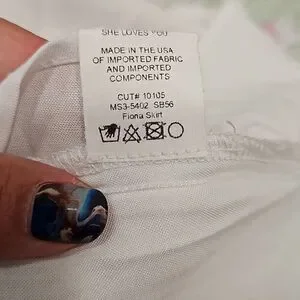 SHE LOVES YOU
MADE IN THE USA
OF IMPORTED FABRIC
AND IMPORTED
COMPONENTS
CUT# 10105
MS3-5402 SB56
Fiona Skirt